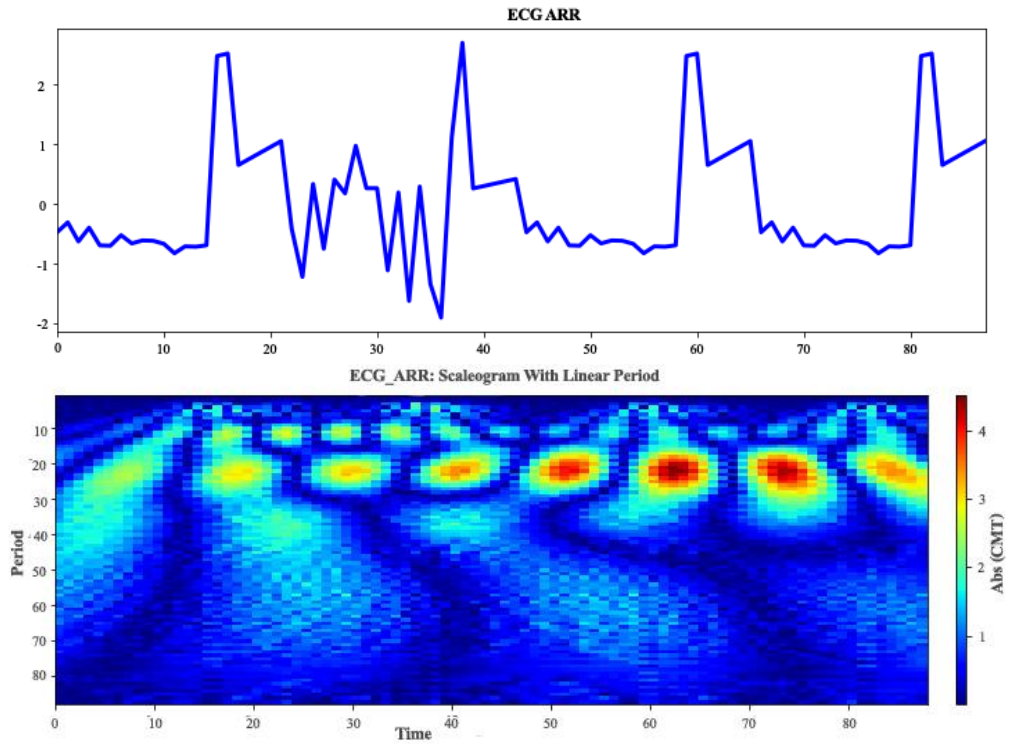 ECG ARR
2
1
0
-1
-2
0 10 20 30 40 50 60 70 80
ECG_ARR: Scaleogram With Linear Period
10
20
30
40
50
60
70
80
Period
0 10 20 30 40 50 60 70 80
Time
4
3
2
1
Abs (CMT)